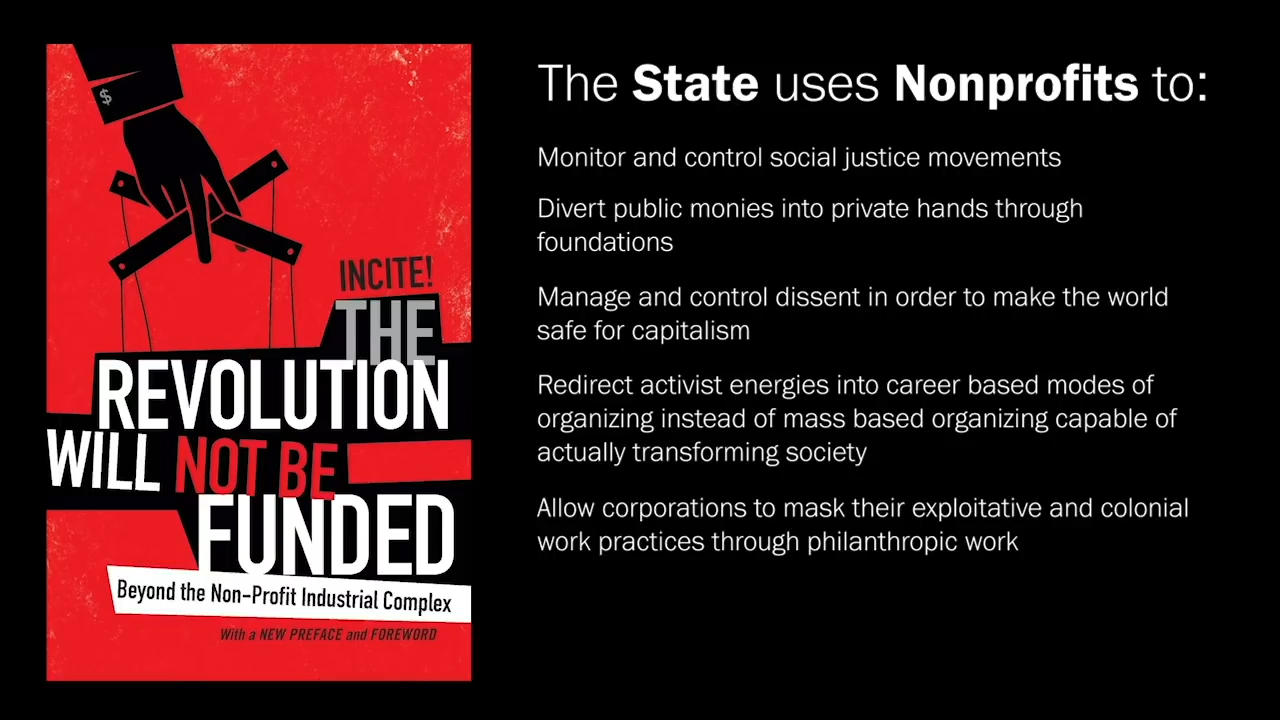 $
INCITE!
THE
REVOLUTION
WILL NOT BE
FUNDED
Beyond the Non-Profit Industrial Complex
With a NEW PREFACE and FOREWORD
The State uses Nonprofits to:
Monitor and control social justice movements
Divert public monies into private hands through
foundations
Manage and control dissent in order to make the world
safe for capitalism
Redirect activist energies into career based modes of
organizing instead of mass based organizing capable of
actually transforming society
Allow corporations to mask their exploitative and colonial
work practices through philanthropic work